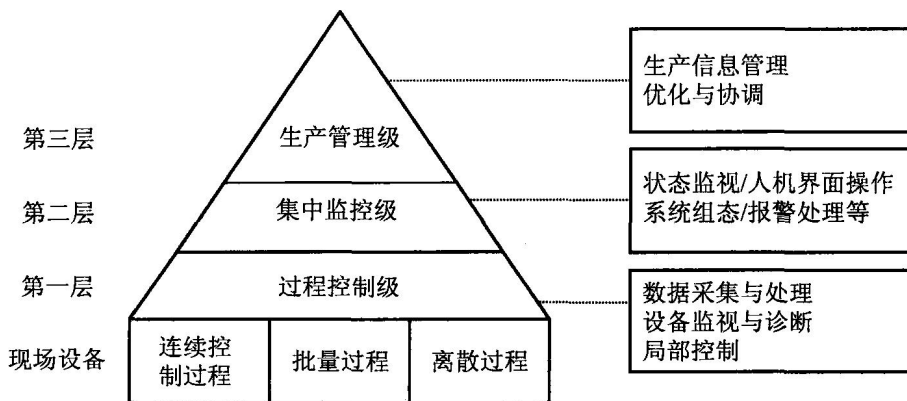 生产信息管理
优化与协调
第三层
生产管理级
第二层
集中监控级
状态监视/人机界面操作
系统组态/报警处理等
第一层
过程控制级
数据采集与处理
设备监视与诊断
局部控制
现场设备
连续控
制过程
批量过程
离散过程